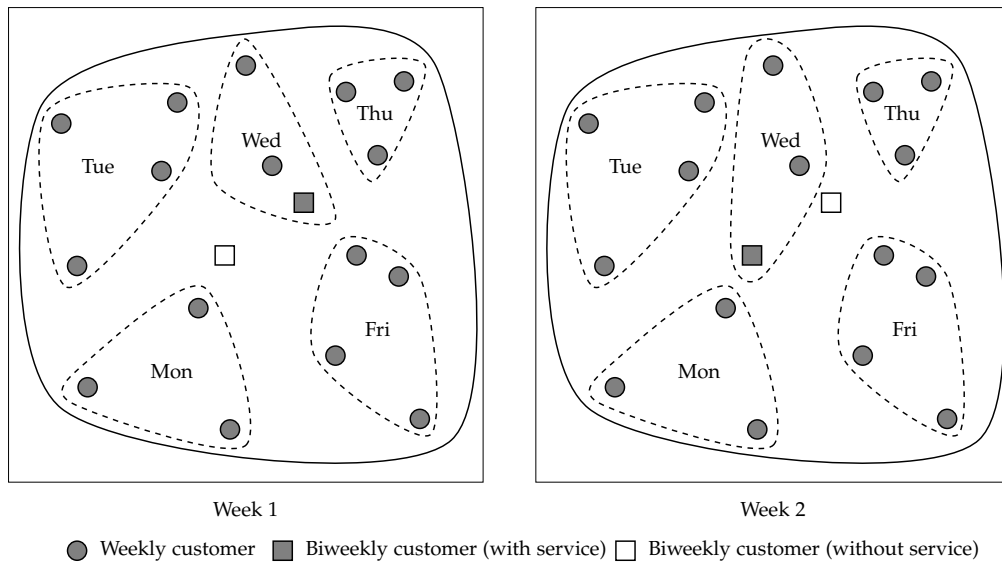 Tue
Wed
Thu
Mon
Fri
Week 1
Tue
Wed
Thu
Mon
Fri
Week 2
Weekly customer Biweekly customer (with service) Biweekly customer (without service)